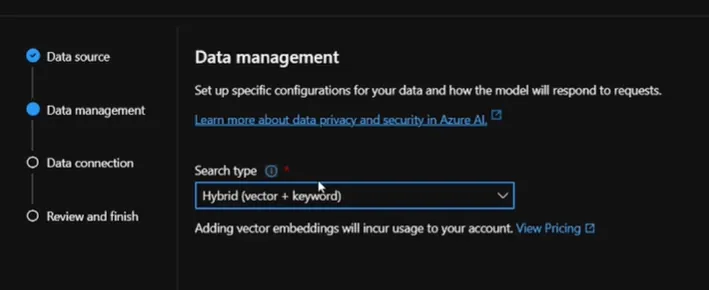 Data source
Data management
Data connection
Review and finish
Data management
Set up specific configurations for your data and how the model will respond to requests.
Learn more about data privacy and security in Azure AI.
Search type *
Hybrid (vector + keyword)
Adding vector embeddings will incur usage to your account. View Pricing